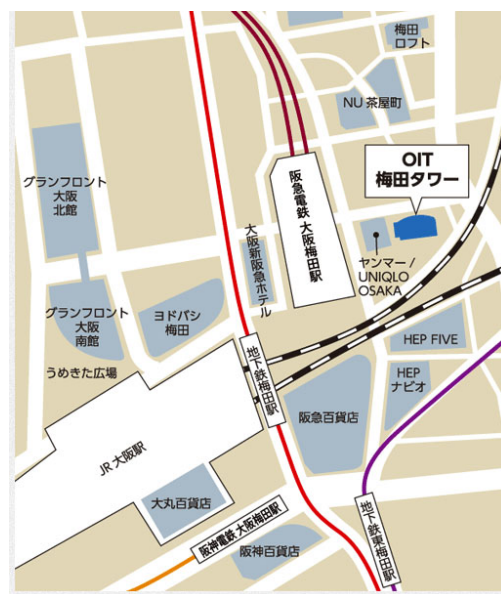 梅田
ロフト
NU 茶屋町
OIT
梅田タワー
グランフロント
大阪
北館
阪急電鉄 大阪梅田駅
大阪新阪急ホテル
ヤンマー /
UNIQLO
OSAKA
グランフロント
大阪
南館
ヨドバシ
梅田
うめきた広場
地下鉄梅田駅
HEP FIVE
HEP
ナビオ
阪急百貨店
JR 大阪駅
大丸百貨店
阪神電鉄 大阪梅田駅
阪神百貨店
地下鉄東梅田駅